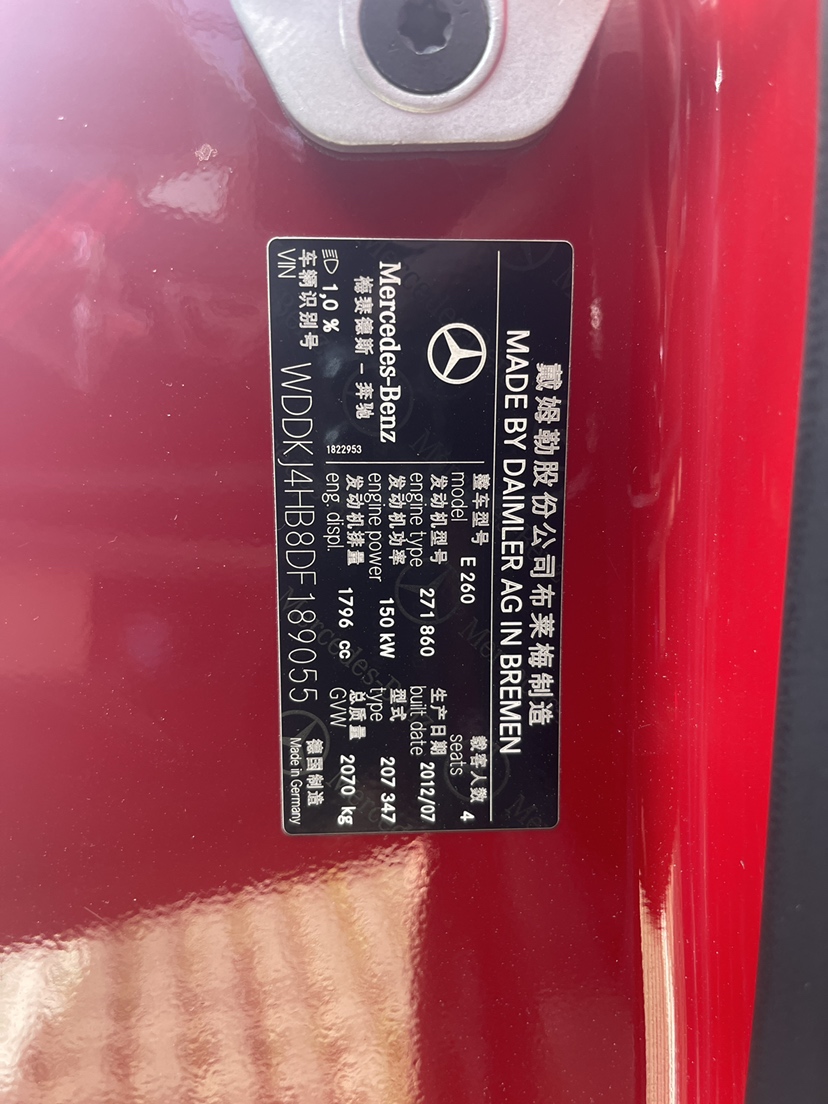 戴姆勒股份公司布莱梅制造
MADE BY DAIMLER AG IN BREMEN
Mercedes-Benz
梅赛德斯－奔驰
1,0 %
1822953
整车型号
model E 260
载客人数
seats 4
发动机型号
engine type 271 860
生产日期
built date 2012/07
发动机功率
engine power 150 kW
型式
type 207 347
发动机排量
eng. displ. 1796 cc
总质量
GVW 2070 kg
车辆识别号
VIN WDDKJ4HB8DF189055
德国制造
Made in Germany